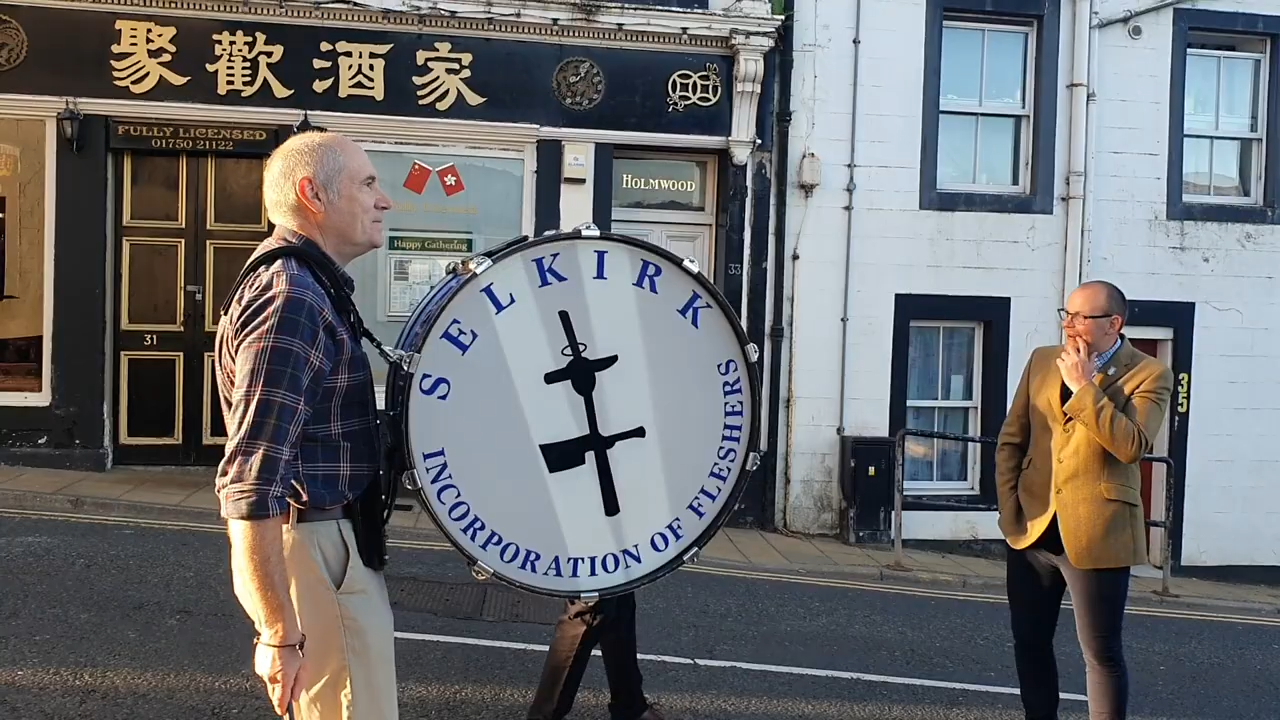 聚歡酒家
FULLY LICENSED
01750 21122
HOLMWOOD
Happy Gathering
31
33
35
SELKIRK
INCORPORATION OF FLESHERS